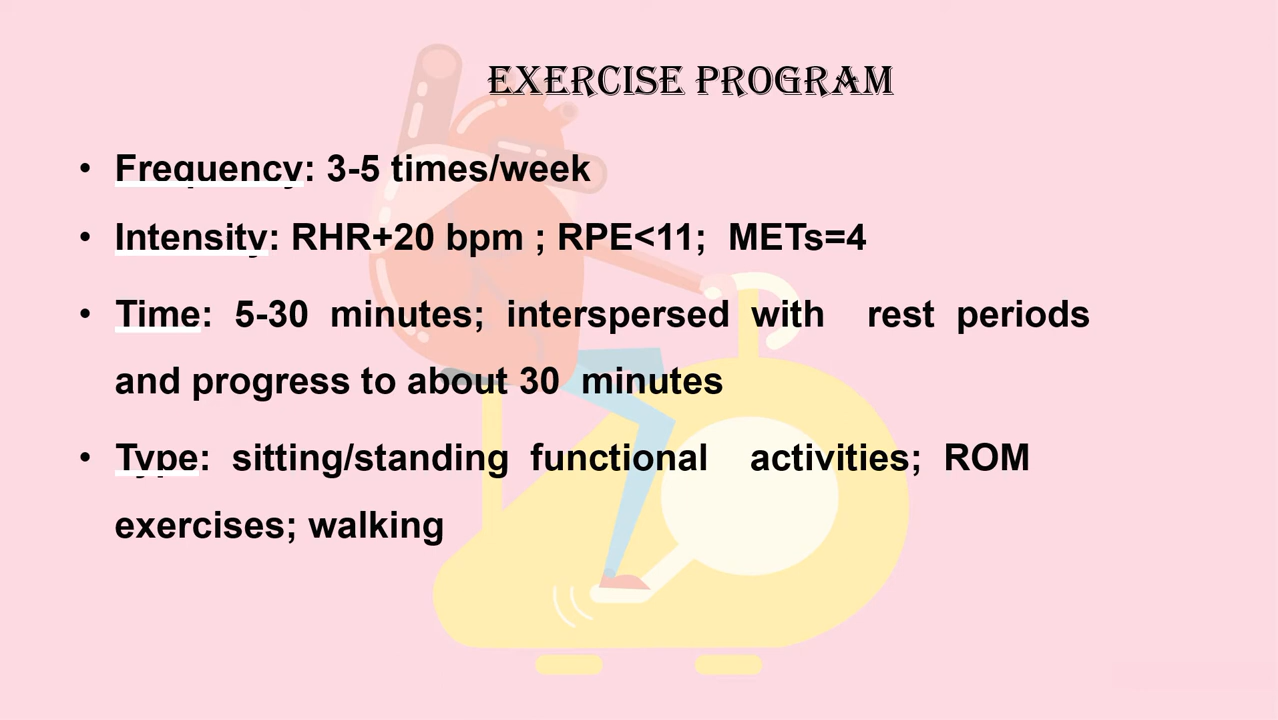 EXERCISE PROGRAM
• Frequency: 3-5 times/week
• Intensity: RHR+20 bpm ; RPE<11; METs=4
• Time: 5-30 minutes; interspersed with rest periods
and progress to about 30 minutes
• Type: sitting/standing functional activities; ROM
exercises; walking